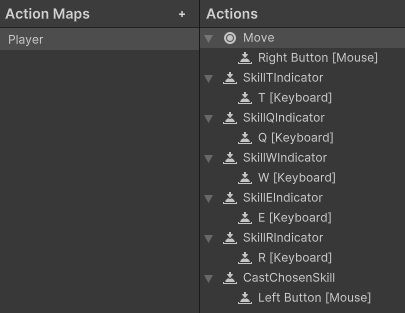 Action Maps +
Actions
Player
Move
Right Button [Mouse]
SkillTIndicator
T [Keyboard]
SkillQIndicator
Q [Keyboard]
SkillWIndicator
W [Keyboard]
SkillEIndicator
E [Keyboard]
SkillRIndicator
R [Keyboard]
CastChosenSkill
Left Button [Mouse]